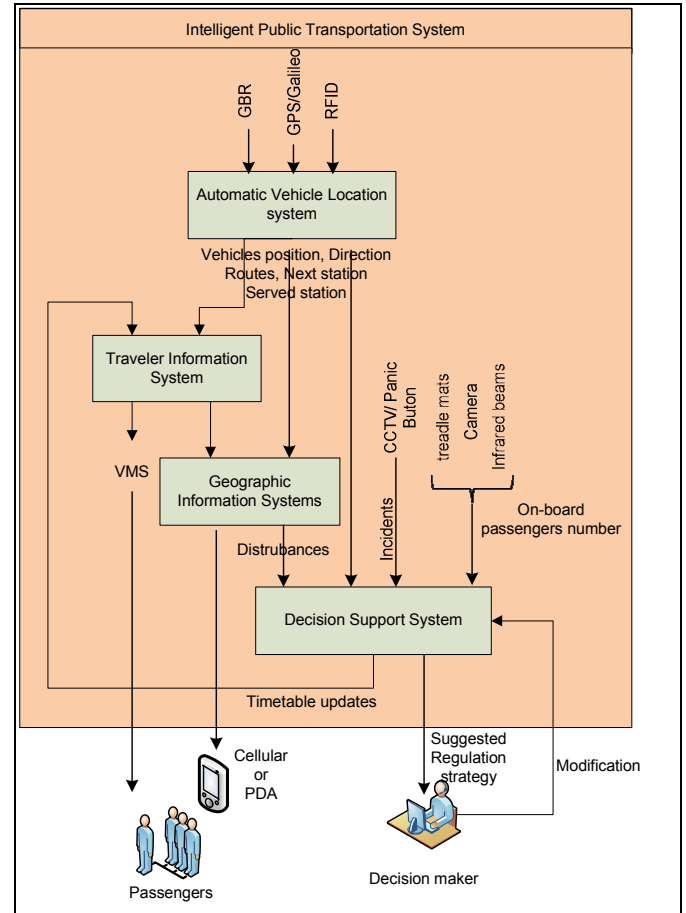 Intelligent Public Transportation System
GBR
GPS/Galileo
RFID
Automatic Vehicle Location
system
Vehicles position, Direction
Routes, Next station
Served station
Traveler Information
System
CCTV/ Panic
Buton
treadle mats
Camera
Infrared beams
VMS
Geographic
Information Systems
Incidents
On-board
passengers number
Distrubances
Decision Support System
Timetable updates
Suggested
Regulation
strategy
Modification
Cellular
or
PDA
Passengers
Decision maker